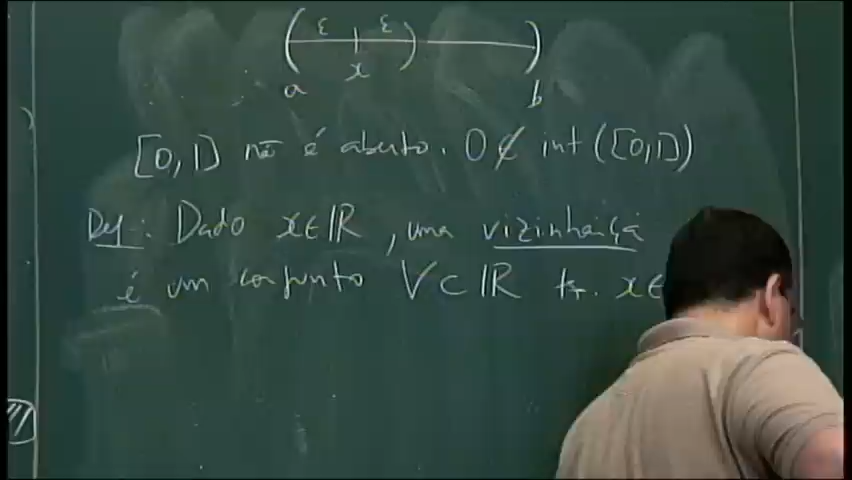 ε ε
x
a b
[0,1] não é aberto. 0 ∉ int([0,1])
Def: Dado x∈ℝ, uma vizinhança
é um conjunto V⊂ℝ t.q. x∈